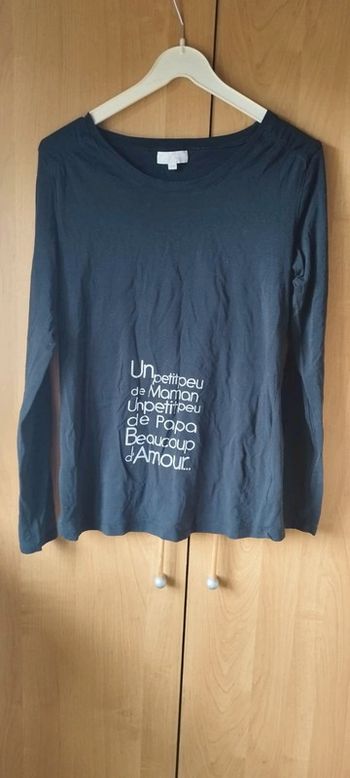 Un petit peu
de Maman
Un petit peu
de Papa
Beaucoup
d'Amour...